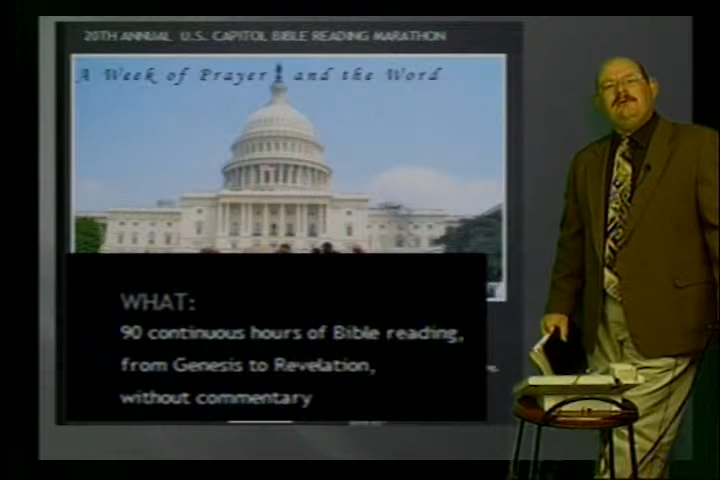 20TH ANNUAL U.S. CAPITOL BIBLE READING MARATHON
A Week of Prayer and the Word
WHAT:
90 continuous hours of Bible reading,
from Genesis to Revelation,
without commentary